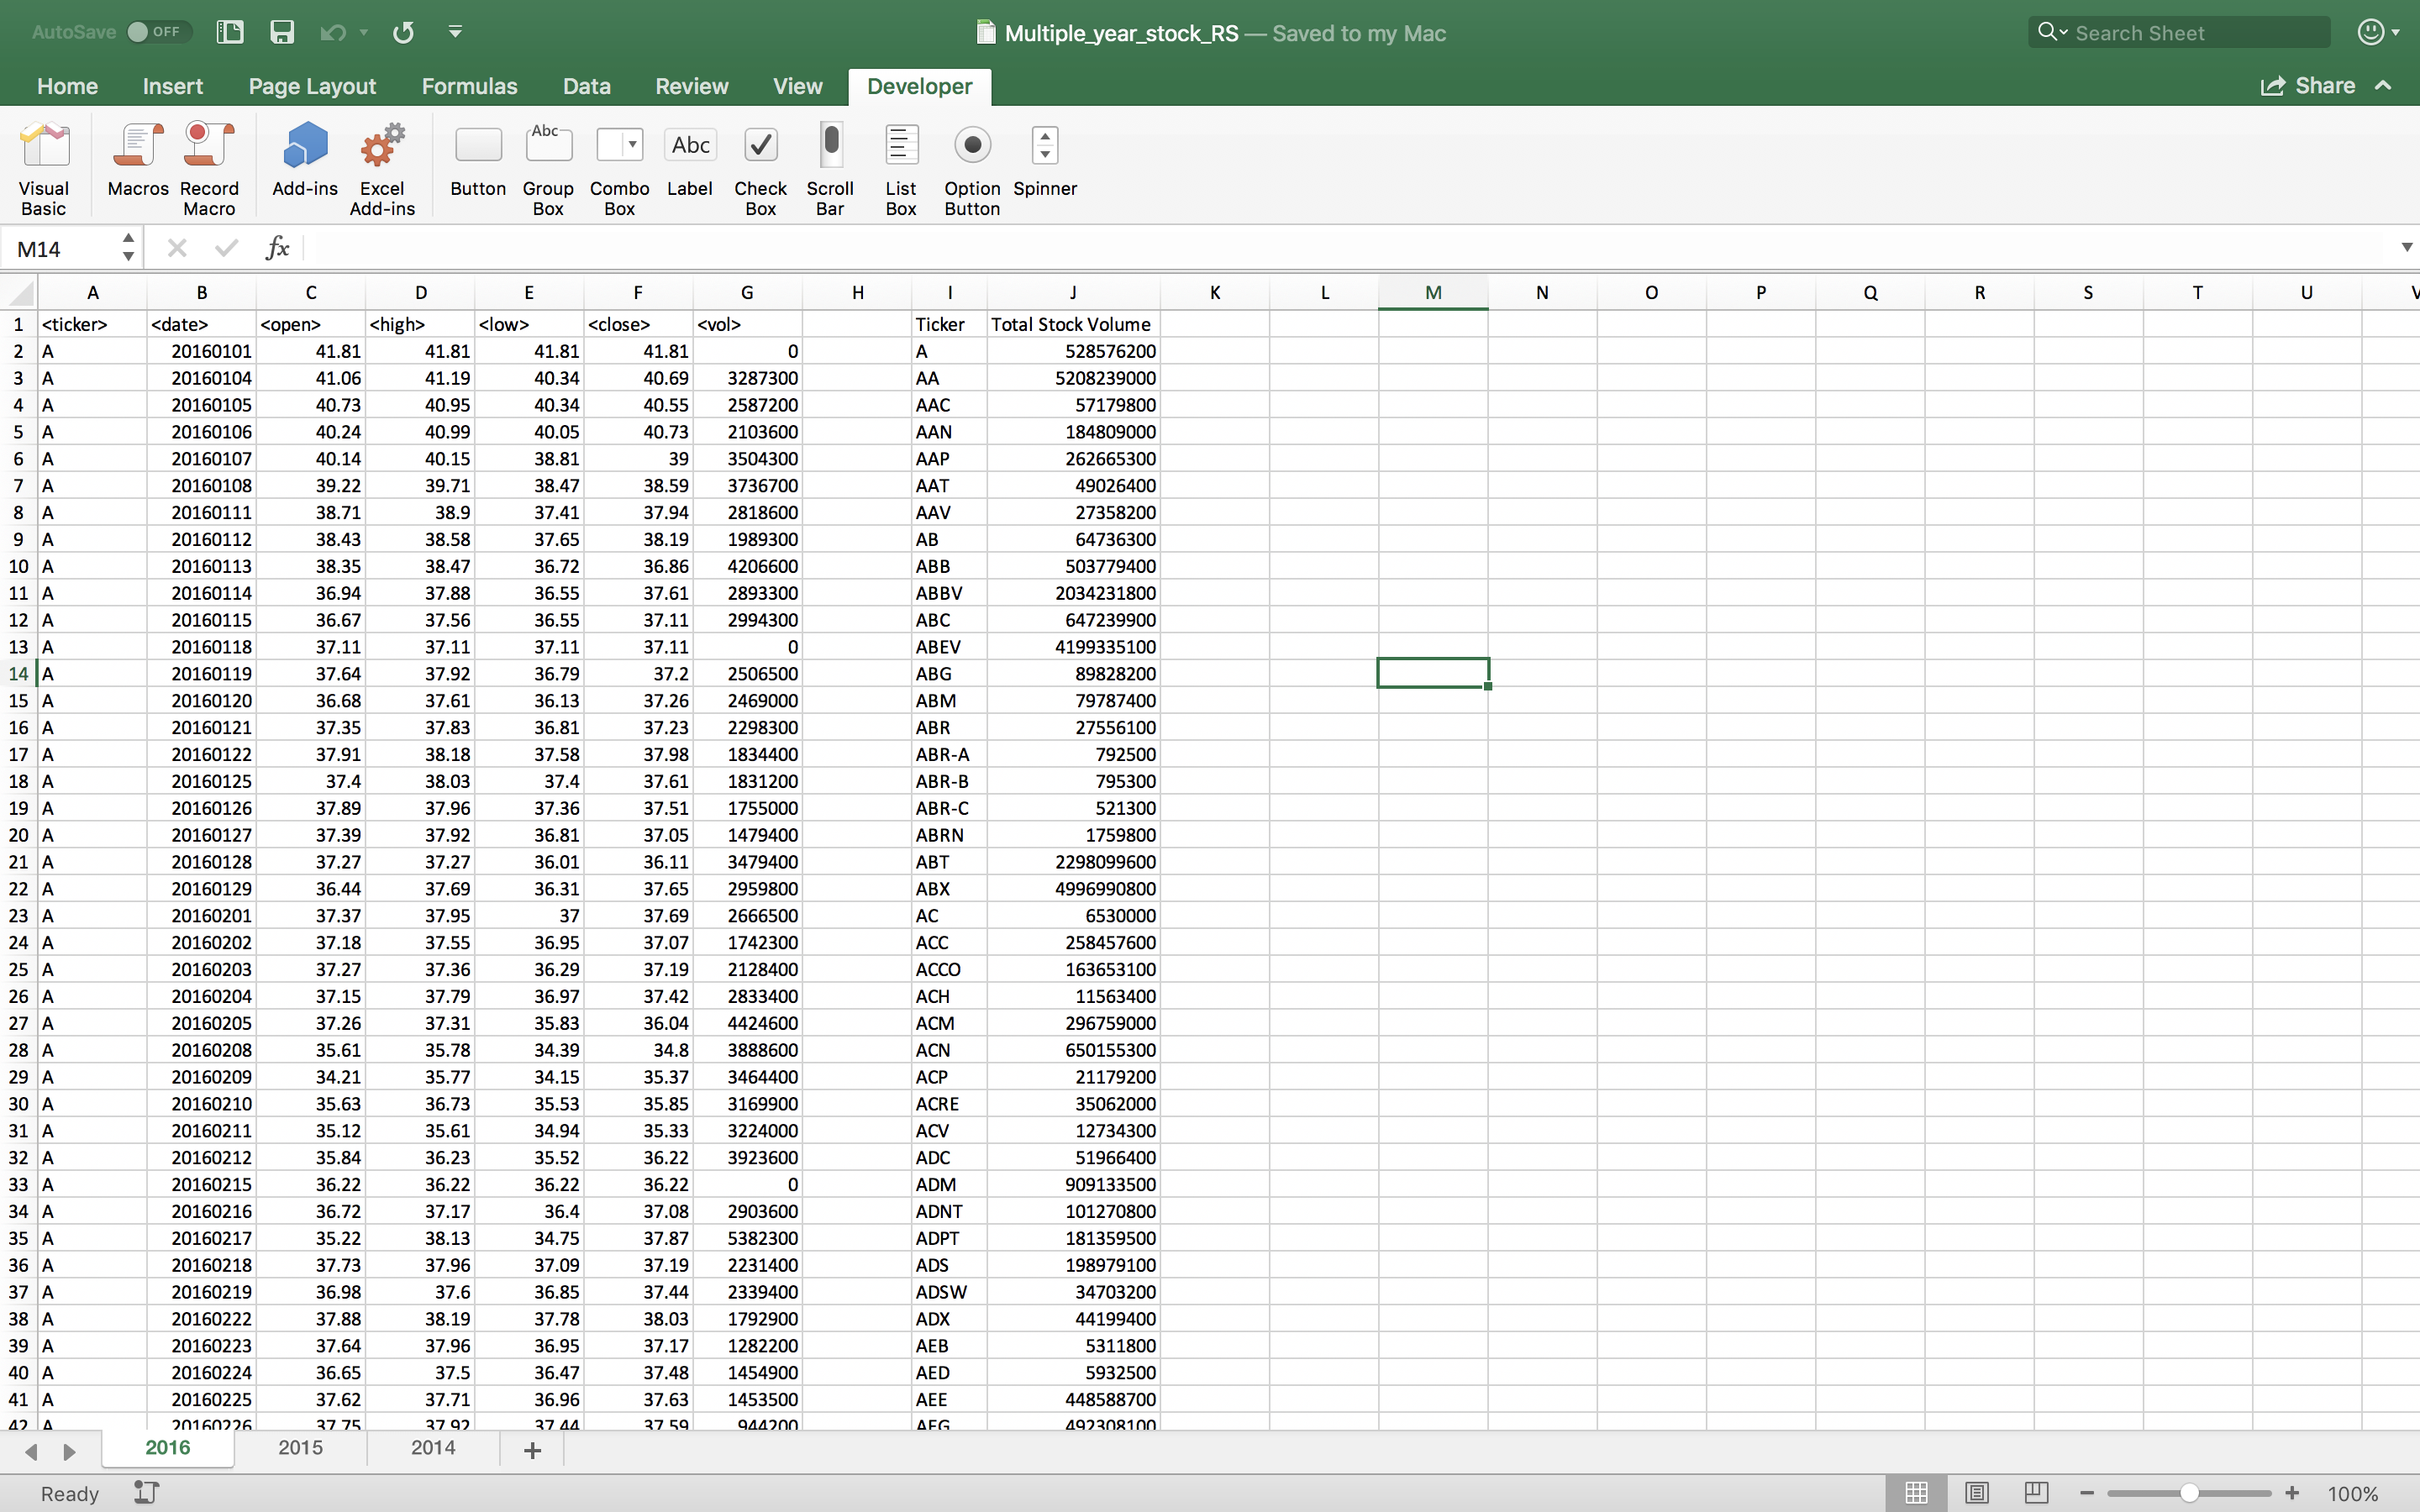 AutoSave OFF Multiple_year_stock_RS — Saved to my Mac Search Sheet
Home Insert Page Layout Formulas Data Review View Developer Share
Abc Abc
Visual Basic Macros Record Macro Add-ins Excel Add-ins Button Group Box Combo Box Label Check Box Scroll Bar List Box Option Button Spinner
M14 fx
A B C D E F G H I J K L M N O P Q R S T U V
1 <ticker> <date> <open> <high> <low> <close> <vol> Ticker Total Stock Volume
2 A 20160101 41.81 41.81 41.81 41.81 0 A 528576200
3 A 20160104 41.06 41.19 40.34 40.69 3287300 AA 5208239000
4 A 20160105 40.73 40.95 40.34 40.55 2587200 AAC 57179800
5 A 20160106 40.24 40.99 40.05 40.73 2103600 AAN 184809000
6 A 20160107 40.14 40.15 38.81 39 3504300 AAP 262665300
7 A 20160108 39.22 39.71 38.47 38.59 3736700 AAT 49026400
8 A 20160111 38.71 38.9 37.41 37.94 2818600 AAV 27358200
9 A 20160112 38.43 38.58 37.65 38.19 1989300 AB 64736300
10 A 20160113 38.35 38.47 36.72 36.86 4206600 ABB 503779400
11 A 20160114 36.94 37.88 36.55 37.61 2893300 ABBV 2034231800
12 A 20160115 36.67 37.56 36.55 37.11 2994300 ABC 647239900
13 A 20160118 37.11 37.11 37.11 37.11 0 ABEV 4199335100
14 A 20160119 37.64 37.92 36.79 37.2 2506500 ABG 89828200
15 A 20160120 36.68 37.61 36.13 37.26 2469000 ABM 79787400
16 A 20160121 37.35 37.83 36.81 37.23 2298300 ABR 27556100
17 A 20160122 37.91 38.18 37.58 37.98 1834400 ABR-A 792500
18 A 20160125 37.4 38.03 37.4 37.61 1831200 ABR-B 795300
19 A 20160126 37.89 37.96 37.36 37.51 1755000 ABR-C 521300
20 A 20160127 37.39 37.92 36.81 37.05 1479400 ABRN 1759800
21 A 20160128 37.27 37.27 36.01 36.11 3479400 ABT 2298099600
22 A 20160129 36.44 37.69 36.31 37.65 2959800 ABX 4996990800
23 A 20160201 37.37 37.95 37 37.69 2666500 AC 6530000
24 A 20160202 37.18 37.55 36.95 37.07 1742300 ACC 258457600
25 A 20160203 37.27 37.36 36.29 37.19 2128400 ACCO 163653100
26 A 20160204 37.15 37.79 36.97 37.42 2833400 ACH 11563400
27 A 20160205 37.26 37.31 35.83 36.04 4424600 ACM 296759000
28 A 20160208 35.61 35.78 34.39 34.8 3888600 ACN 650155300
29 A 20160209 34.21 35.77 34.15 35.37 3464400 ACP 21179200
30 A 20160210 35.63 36.73 35.53 35.85 3169900 ACRE 35062000
31 A 20160211 35.12 35.61 34.94 35.33 3224000 ACV 12734300
32 A 20160212 35.84 36.23 35.52 36.22 3923600 ADC 51966400
33 A 20160215 36.22 36.22 36.22 36.22 0 ADM 909133500
34 A 20160216 36.72 37.17 36.4 37.08 2903600 ADNT 101270800
35 A 20160217 35.22 38.13 34.75 37.87 5382300 ADPT 181359500
36 A 20160218 37.73 37.96 37.09 37.19 2231400 ADS 198979100
37 A 20160219 36.98 37.6 36.85 37.44 2339400 ADSW 34703200
38 A 20160222 37.88 38.19 37.78 38.03 1792900 ADX 44199400
39 A 20160223 37.64 37.96 36.95 37.17 1282200 AEB 5311800
40 A 20160224 36.65 37.5 36.47 37.48 1454900 AED 5932500
41 A 20160225 37.62 37.71 36.96 37.63 1453500 AEE 448588700
42 A 20160226 37.75 37.92 37.44 37.59 944200 AEG 492308100
2016 2015 2014
Ready 100%